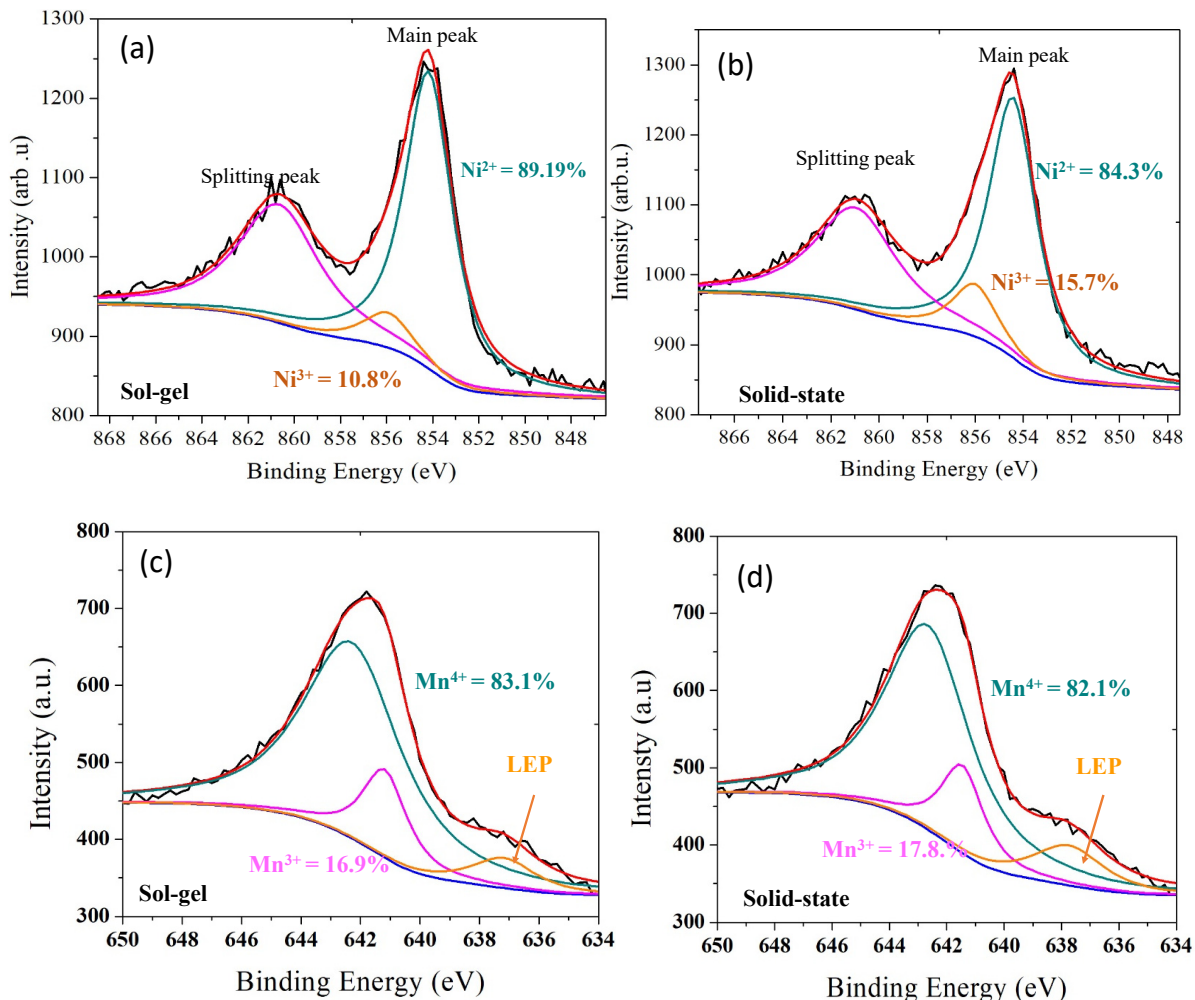 (a)
Main peak
Splitting peak
Ni²⁺ = 89.19%
Ni³⁺ = 10.8%
Sol-gel
Intensity (arb .u)
1300
1200
1100
1000
900
800
868 866 864 862 860 858 856 854 852 850 848
Binding Energy (eV)
(b)
Main peak
Splitting peak
Ni²⁺ = 84.3%
Ni³⁺ = 15.7%
Solid-state
Intensity (arb.u.)
1300
1200
1100
1000
900
800
866 864 862 860 858 856 854 852 850 848
Binding Energy (eV)
(c)
Mn⁴⁺ = 83.1%
LEP
Mn³⁺ = 16.9%
Sol-gel
Intensity (a.u.)
800
700
600
500
400
300
650 648 646 644 642 640 638 636 634
Binding Energy (eV)
(d)
Mn⁴⁺ = 82.1%
LEP
Mn³⁺ = 17.8.%
Solid-state
Intensty (a.u)
800
700
600
500
400
300
650 648 646 644 642 640 638 636 634
Binding Energy (eV)